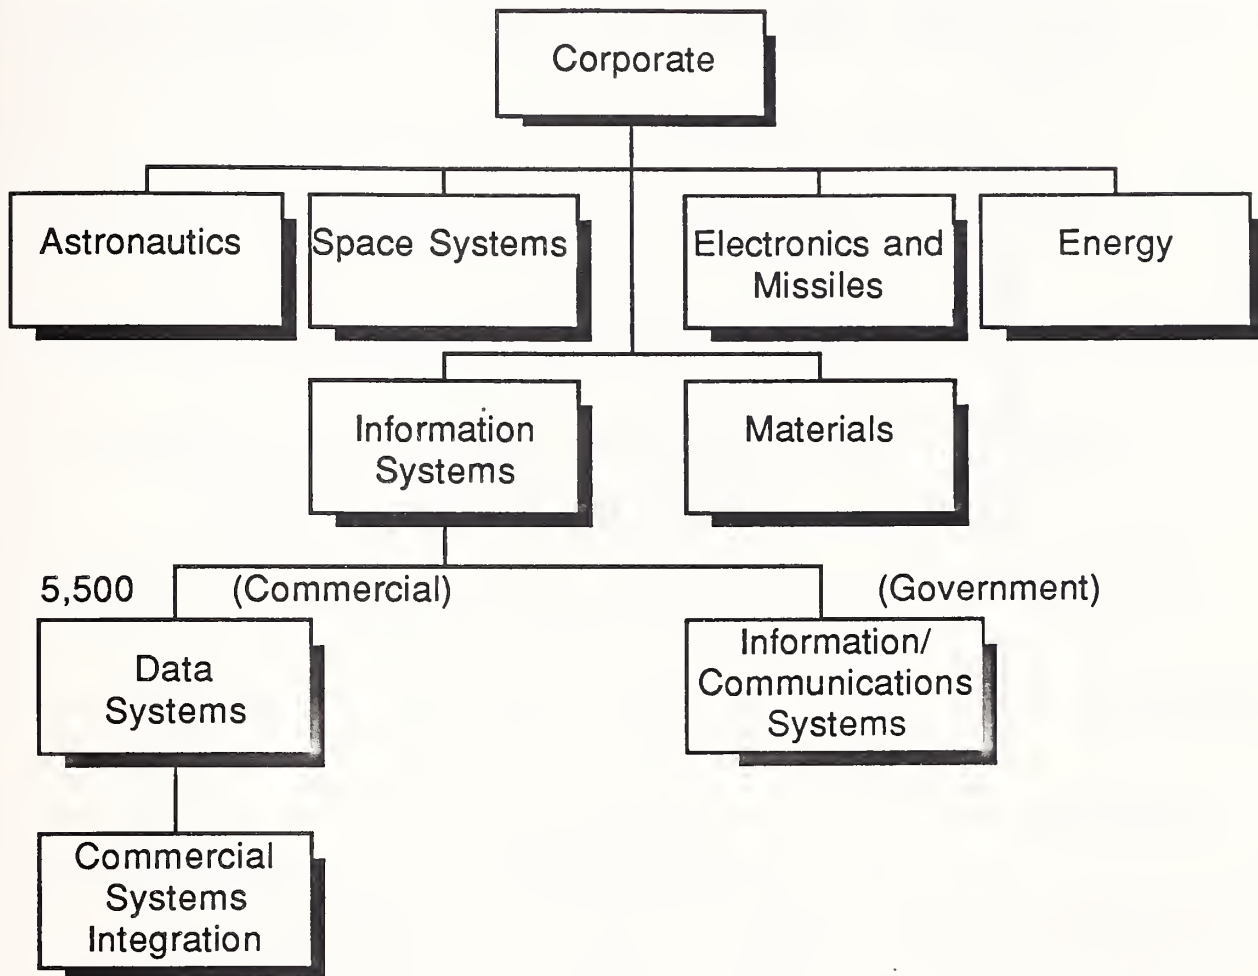 Corporate
Astronautics
Space Systems
Electronics and
Missiles
Energy
Information
Systems
Materials
5,500
(Commercial)
(Government)
Data
Systems
Information/
Communications
Systems
Commercial
Systems
Integration